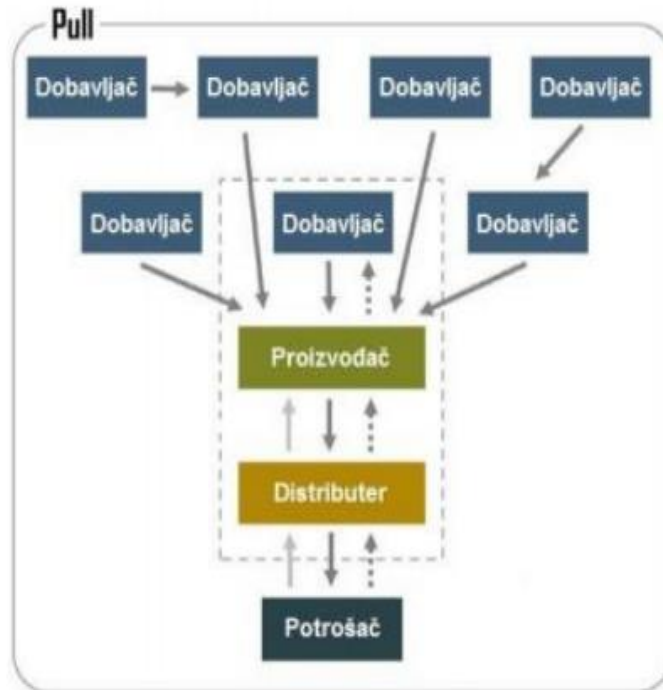 Pull
Dobavljač
Dobavljač
Dobavljač
Dobavljač
Dobavljač
Dobavljač
Dobavljač
Proizvođač
Distributer
Potrošač